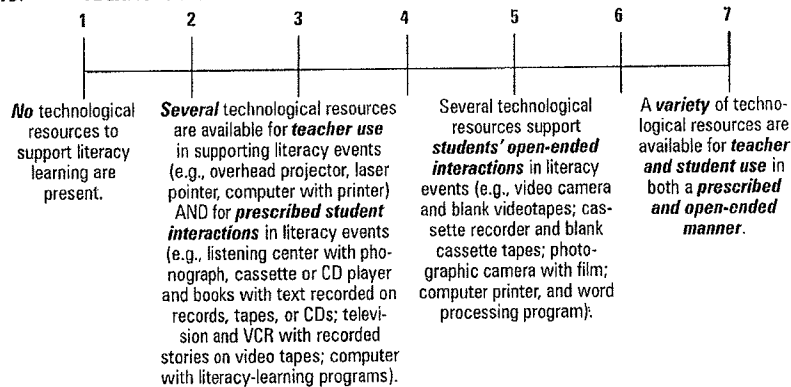 1 2 3 4 5 6 7
No technological
resources to
support literacy
learning are
present.
Several technological resources
are available for teacher use
in supporting literacy events
(e.g., overhead projector, laser
pointer, computer with printer)
AND for prescribed student
interactions in literacy events
(e.g., listening center with pho-
nograph, cassette or CD player
and books with text recorded on
records, tapes, or CDs; televi-
sion and VCR with recorded
stories on video tapes; computer
with literacy-learning programs).
Several technological
resources support
students' open-ended
interactions in literacy
events (e.g., video camera
and blank videotapes; cas-
sette recorder and blank
cassette tapes; photo-
graphic camera with film;
computer printer, and word
processing program).
A variety of techno-
logical resources are
available for teacher
and student use in
both a prescribed
and open-ended
manner.